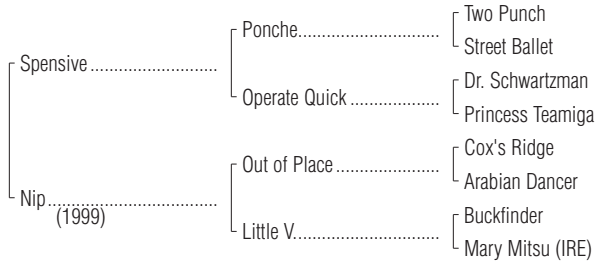 Two Punch
Ponche
Street Ballet
Spensive
Dr. Schwartzman
Operate Quick
Princess Teamiga
Cox's Ridge
Out of Place
Arabian Dancer
Nip
(1999)
Buckfinder
Little V.
Mary Mitsu (IRE)